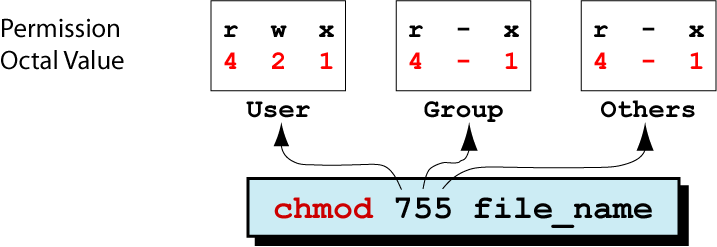 Permission r w x r - x r - x
Octal Value 4 2 1 4 - 1 4 - 1
User Group Others
chmod 755 file_name